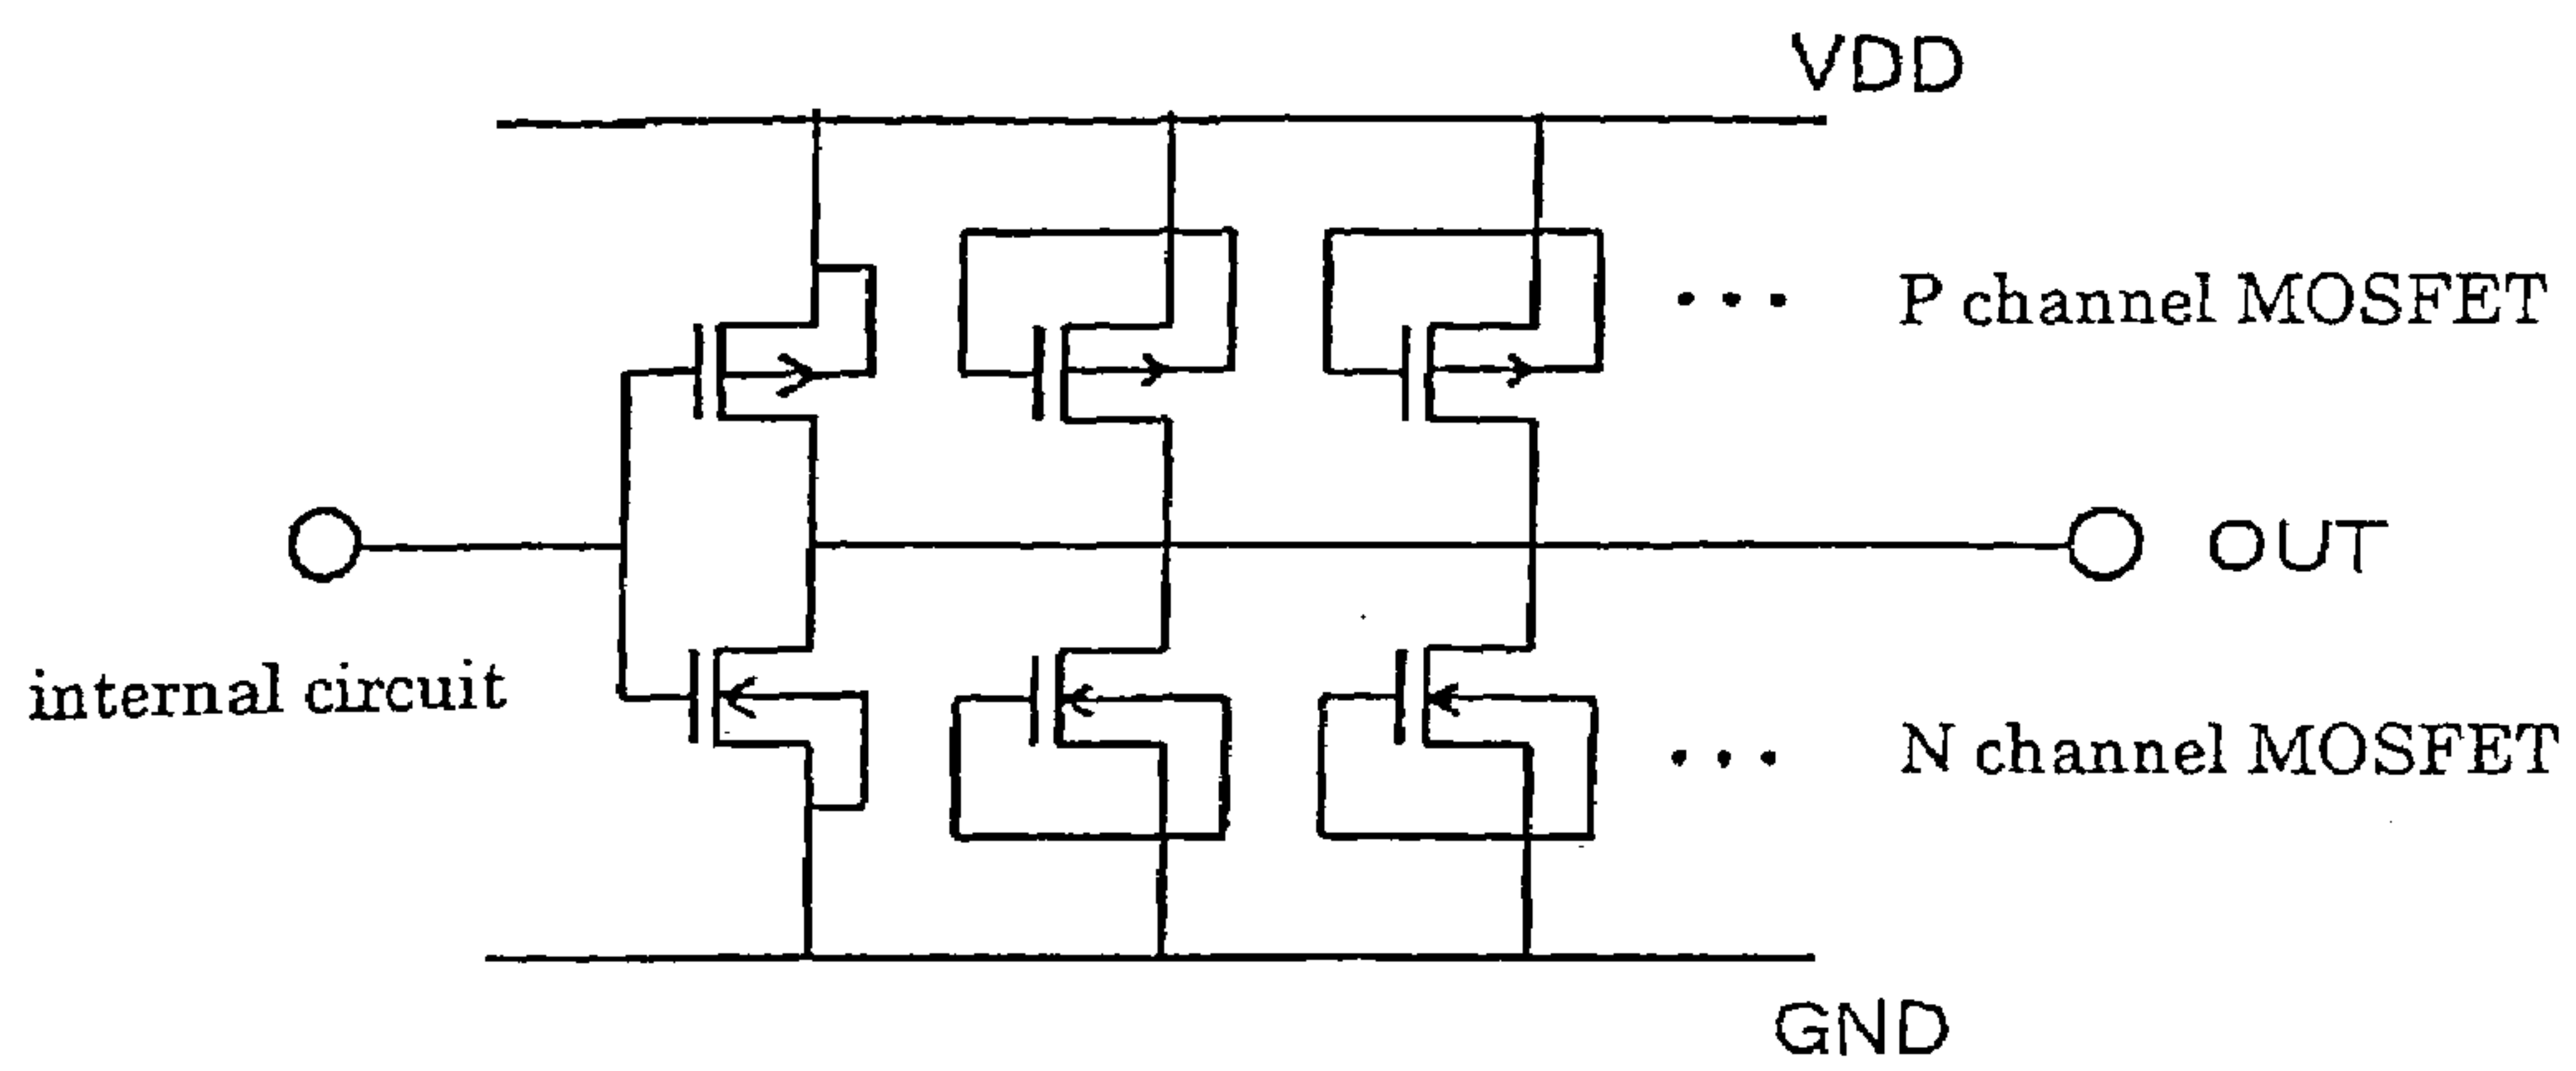 VDD
P channel MOSFET
OUT
internal circuit
N channel MOSFET
GND